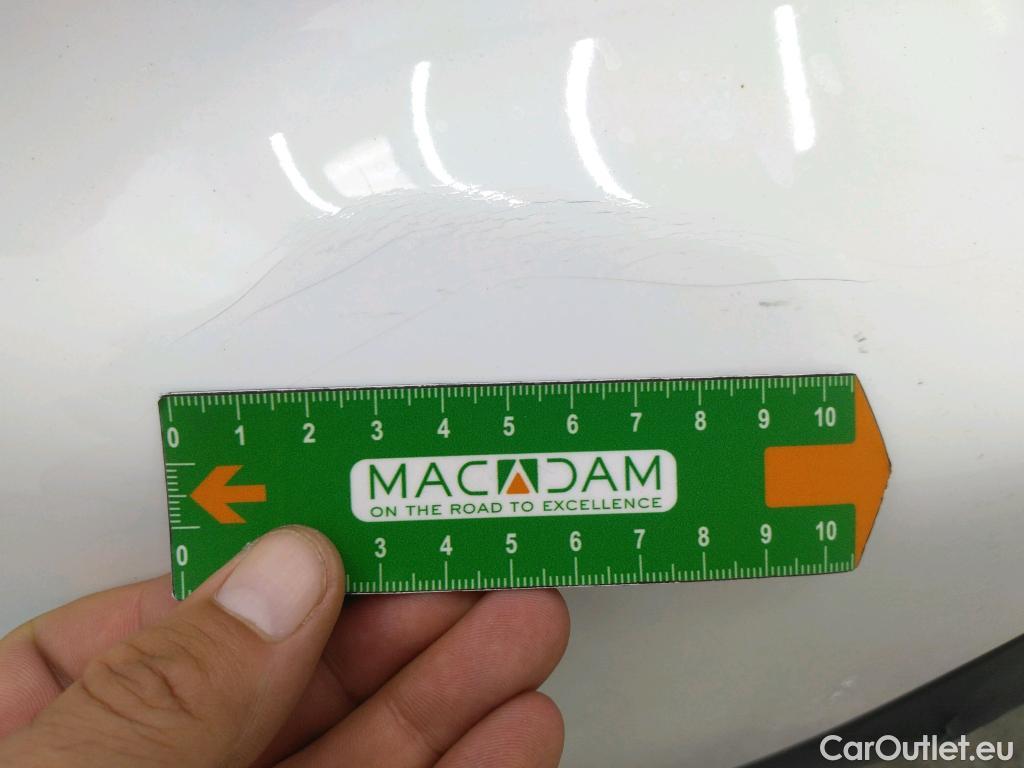 0 1 2 3 4 5 6 7 8 9 10
MACADAM
ON THE ROAD TO EXCELLENCE
0 3 4 5 6 7 8 9 10
CarOutlet.eu